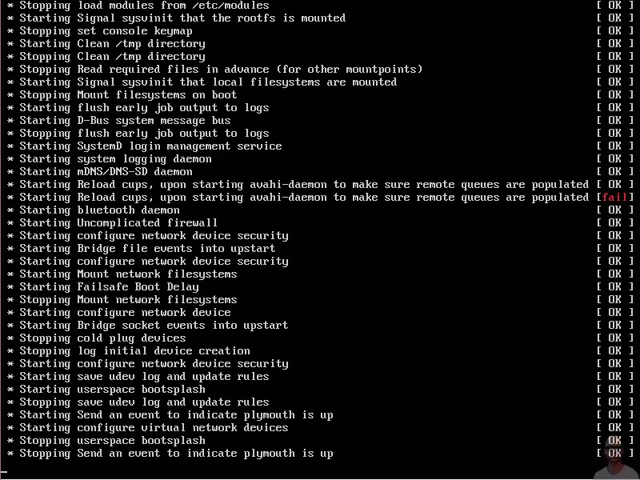 * Stopping load modules from /etc/modules [ OK ]
* Starting Signal sysvinit that the rootfs is mounted [ OK ]
* Stopping set console keymap [ OK ]
* Starting Clean /tmp directory [ OK ]
* Stopping Clean /tmp directory [ OK ]
* Stopping Read required files in advance (for other mountpoints) [ OK ]
* Starting Signal sysvinit that local filesystems are mounted [ OK ]
* Stopping Mount filesystems on boot [ OK ]
* Starting flush early job output to logs [ OK ]
* Starting D-Bus system message bus [ OK ]
* Stopping flush early job output to logs [ OK ]
* Starting SystemD login management service [ OK ]
* Starting system logging daemon [ OK ]
* Starting mDNS/DNS-SD daemon [ OK ]
* Starting Reload cups, upon starting avahi-daemon to make sure remote queues are populated [ OK ]
* Starting Reload cups, upon starting avahi-daemon to make sure remote queues are populated [fail]
* Starting bluetooth daemon [ OK ]
* Starting Uncomplicated firewall [ OK ]
* Starting configure network device security [ OK ]
* Starting Bridge file events into upstart [ OK ]
* Starting configure network device security [ OK ]
* Starting Mount network filesystems [ OK ]
* Starting Failsafe Boot Delay [ OK ]
* Stopping Mount network filesystems [ OK ]
* Starting configure network device [ OK ]
* Starting Bridge socket events into upstart [ OK ]
* Stopping cold plug devices [ OK ]
* Stopping log initial device creation [ OK ]
* Starting configure network device security [ OK ]
* Starting save udev log and update rules [ OK ]
* Starting userspace bootsplash [ OK ]
* Stopping save udev log and update rules [ OK ]
* Starting Send an event to indicate plymouth is up [ OK ]
* Starting configure virtual network devices [ OK ]
* Stopping userspace bootsplash [ OK ]
* Stopping Send an event to indicate plymouth is up [ OK ]